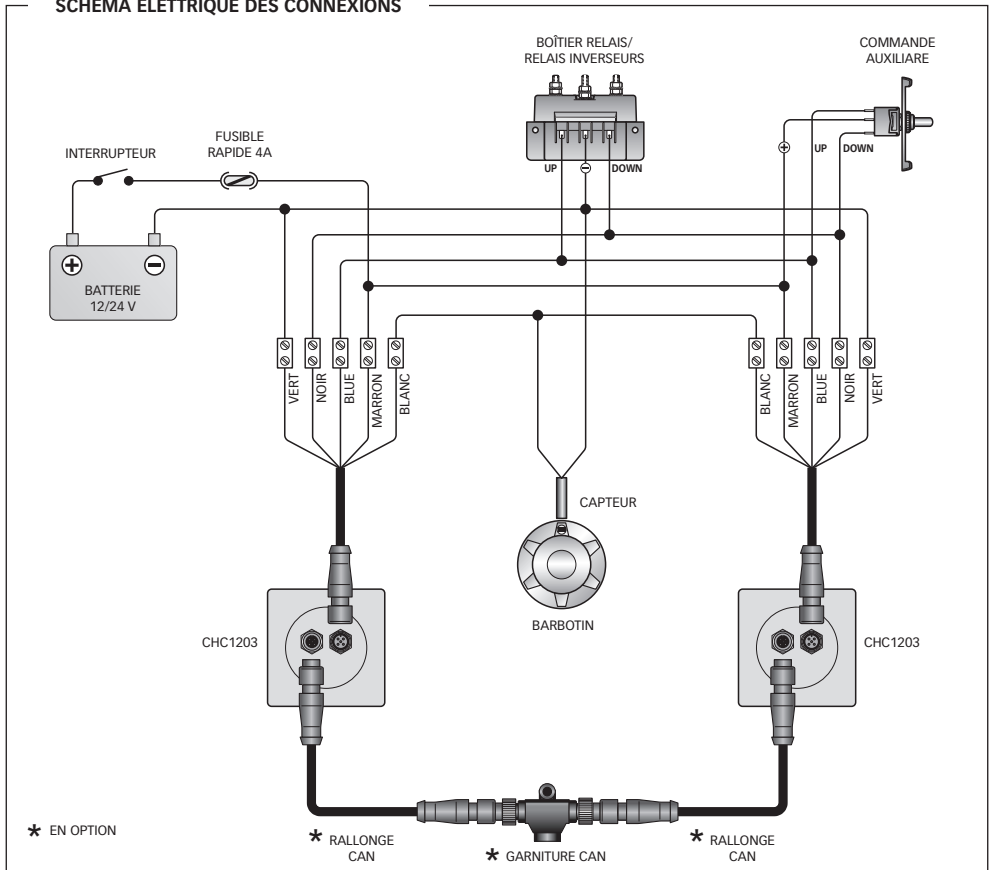 SCHEMA ELETTRIQUE DES CONNEXIONS
BOÎTIER RELAIS/
RELAIS INVERSEURS
COMMANDE
AUXILIARE
INTERRUPTEUR
FUSIBLE
RAPIDE 4A
UP
DOWN
UP
DOWN
BATTERIE
12/24 V
VERT
NOIR
BLUE
MARRON
BLANC
BLANC
MARRON
BLUE
NOIR
VERT
CAPTEUR
BARBOTIN
CHC1203
CHC1203
* EN OPTION
* RALLONGE
CAN
* GARNITURE CAN
* RALLONGE
CAN